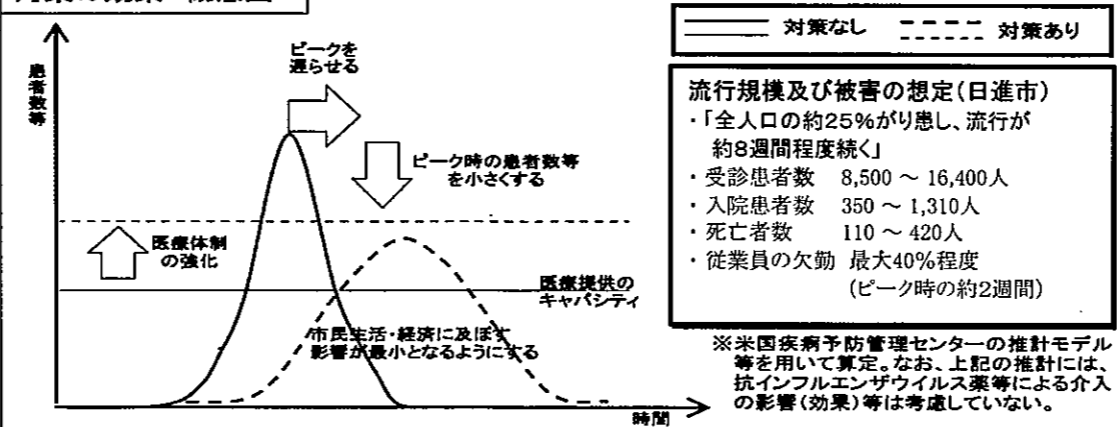 対策なし
対策あり
ピークを
遅らせる
患者数等
ピーク時の患者数等
を小さくする
医療体制
の強化
医療提供の
キャパシティ
市民生活・経済に及ぼす
影響が最小となるようにする
時間
流行規模及び被害の想定(日進市)
・「全人口の約25%がり患し、流行が
約8週間程度続く」
・受診患者数 8,500 ~ 16,400人
・入院患者数 350 ~ 1,310人
・死亡者数 110 ~ 420人
・従業員の欠勤 最大40%程度
(ピーク時の約2週間)
※米国疾病予防管理センターの推計モデル
等を用いて算定。なお、上記の推計には、
抗インフルエンザウイルス薬等による介入
の影響(効果)等は考慮していない。